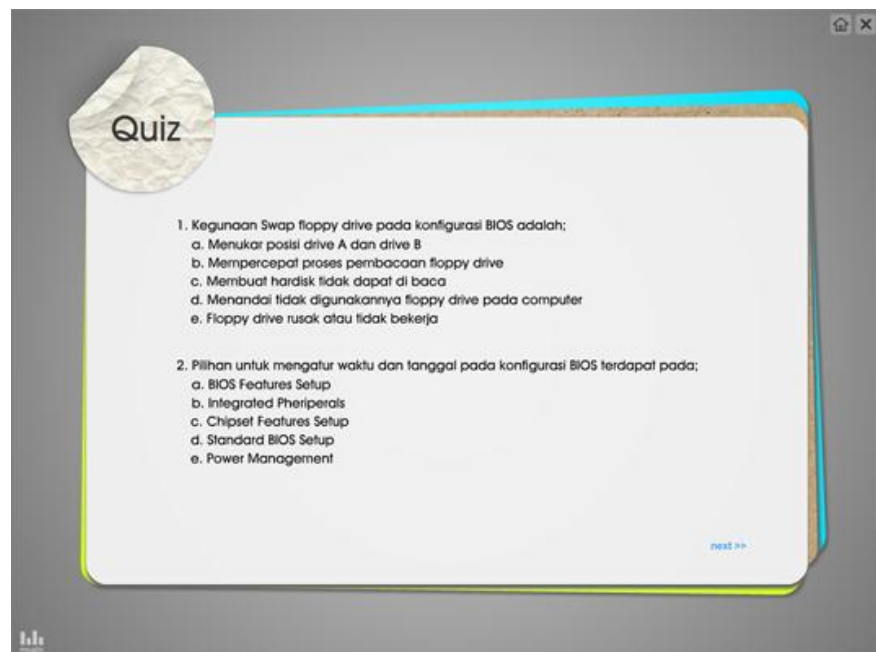 Quiz
1. Kegunaan Swap floppy drive pada konfigurasi BIOS adalah;
a. Menukar posisi drive A dan drive B
b. Mempercepat proses pembacaan floppy drive
c. Membuat hardisk tidak dapat di baca
d. Menandai tidak digunakannya floppy drive pada computer
e. Floppy drive rusak atau tidak bekerja
2. Pilihan untuk mengatur waktu dan tanggal pada konfigurasi BIOS terdapat pada;
a. BIOS Features Setup
b. Integrated Pheriperals
c. Chipset Features Setup
d. Standard BIOS Setup
e. Power Management
next >>